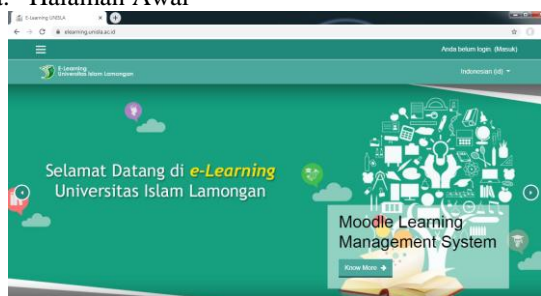 Halaman Awal
E-Learning UNISLA
elearning.unisla.ac.id
Anda belum login (Masuk)
E-Learning
Universitas Islam Lamongan
Indonesian (id)
Selamat Datang di e-Learning
Universitas Islam Lamongan
Moodle Learning
Management System
Know More